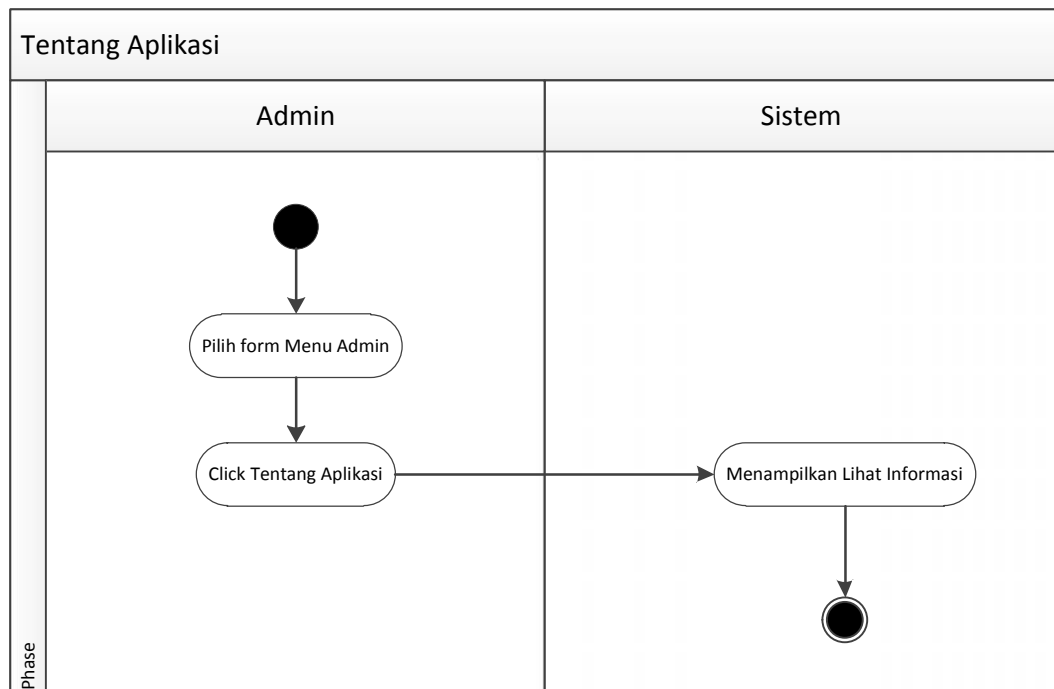 Tentang Aplikasi
Admin
Sistem
Pilih form Menu Admin
Click Tentang Aplikasi
Menampilkan Lihat Informasi
Phase